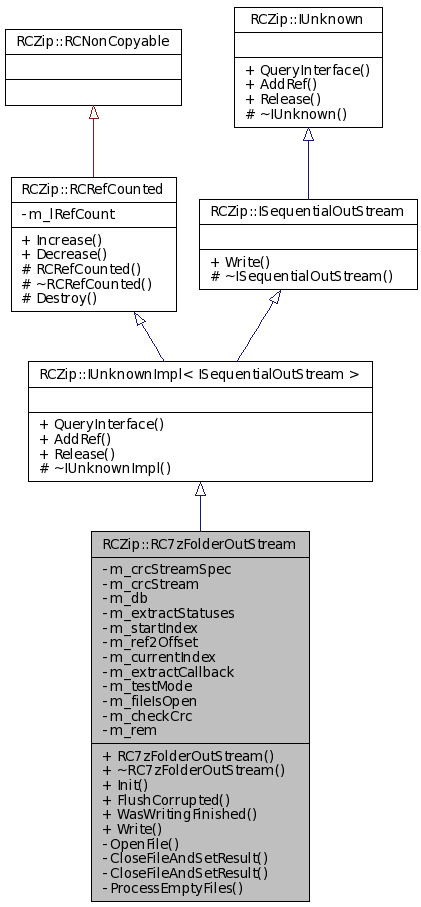 RCZip::RCNonCopyable
RCZip::IUnknown
+ QueryInterface()
+ AddRef()
+ Release()
# ~IUnknown()
RCZip::RCRefCounted
- m_lRefCount
+ Increase()
+ Decrease()
# RCRefCounted()
# ~RCRefCounted()
# Destroy()
RCZip::ISequentialOutStream
+ Write()
# ~ISequentialOutStream()
RCZip::IUnknownImpl< ISequentialOutStream >
+ QueryInterface()
+ AddRef()
+ Release()
# ~IUnknownImpl()
RCZip::RC7zFolderOutStream
- m_crcStreamSpec
- m_crcStream
- m_db
- m_extractStatuses
- m_startIndex
- m_ref2Offset
- m_currentIndex
- m_extractCallback
- m_testMode
- m_fileIsOpen
- m_checkCrc
- m_rem
+ RC7zFolderOutStream()
+ ~RC7zFolderOutStream()
+ Init()
+ FlushCorrupted()
+ WasWritingFinished()
+ Write()
- OpenFile()
- CloseFileAndSetResult()
- CloseFileAndSetResult()
- ProcessEmptyFiles()